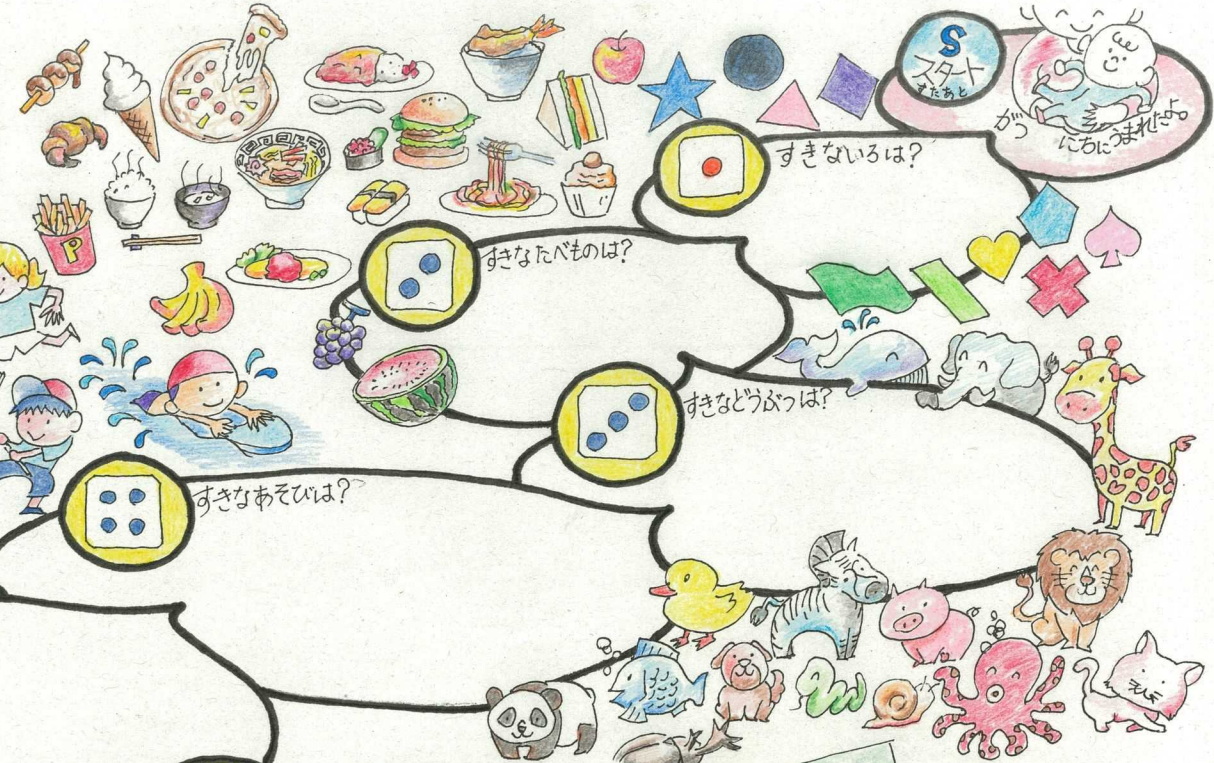 S
スタート
すたあと
がつ
にちにうまれたよ。
すきないろは?
すきなたべものは?
P
すきなどうぶつは?
すきなあそびは?